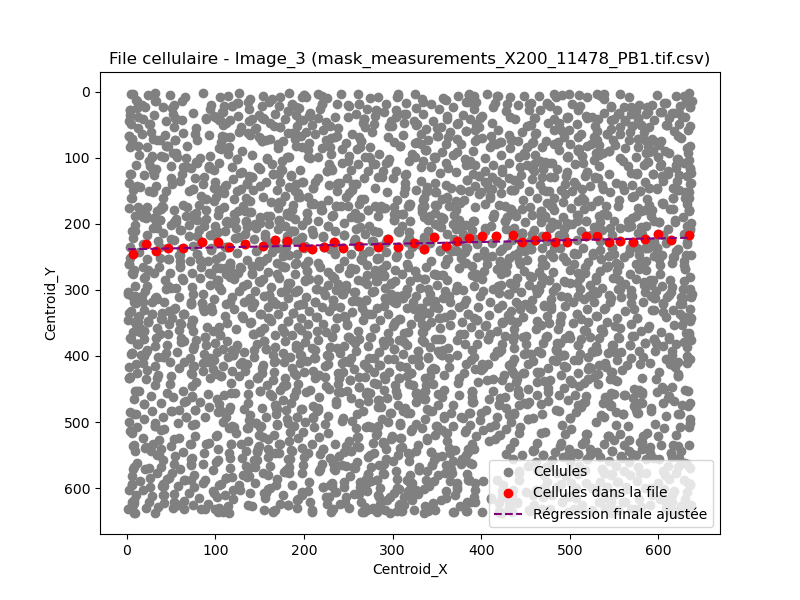 File cellulaire - Image_3 (mask_measurements_X200_11478_PB1.tif.csv)
0
100
200
300
400
500
600
Centroid_Y
0
100
200
300
400
500
600
Centroid_X
Cellules
Cellules dans la file
Régression finale ajustée